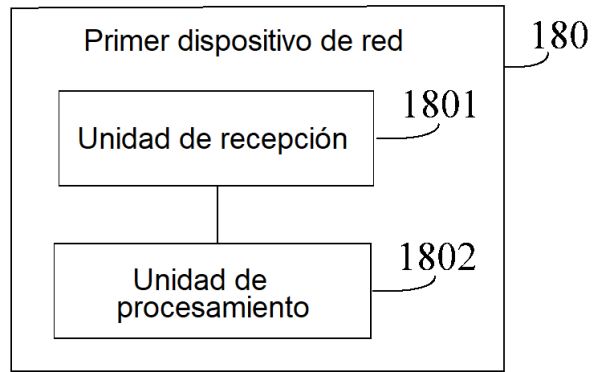 Primer dispositivo de red
180
1801
Unidad de recepción
1802
Unidad de
procesamiento